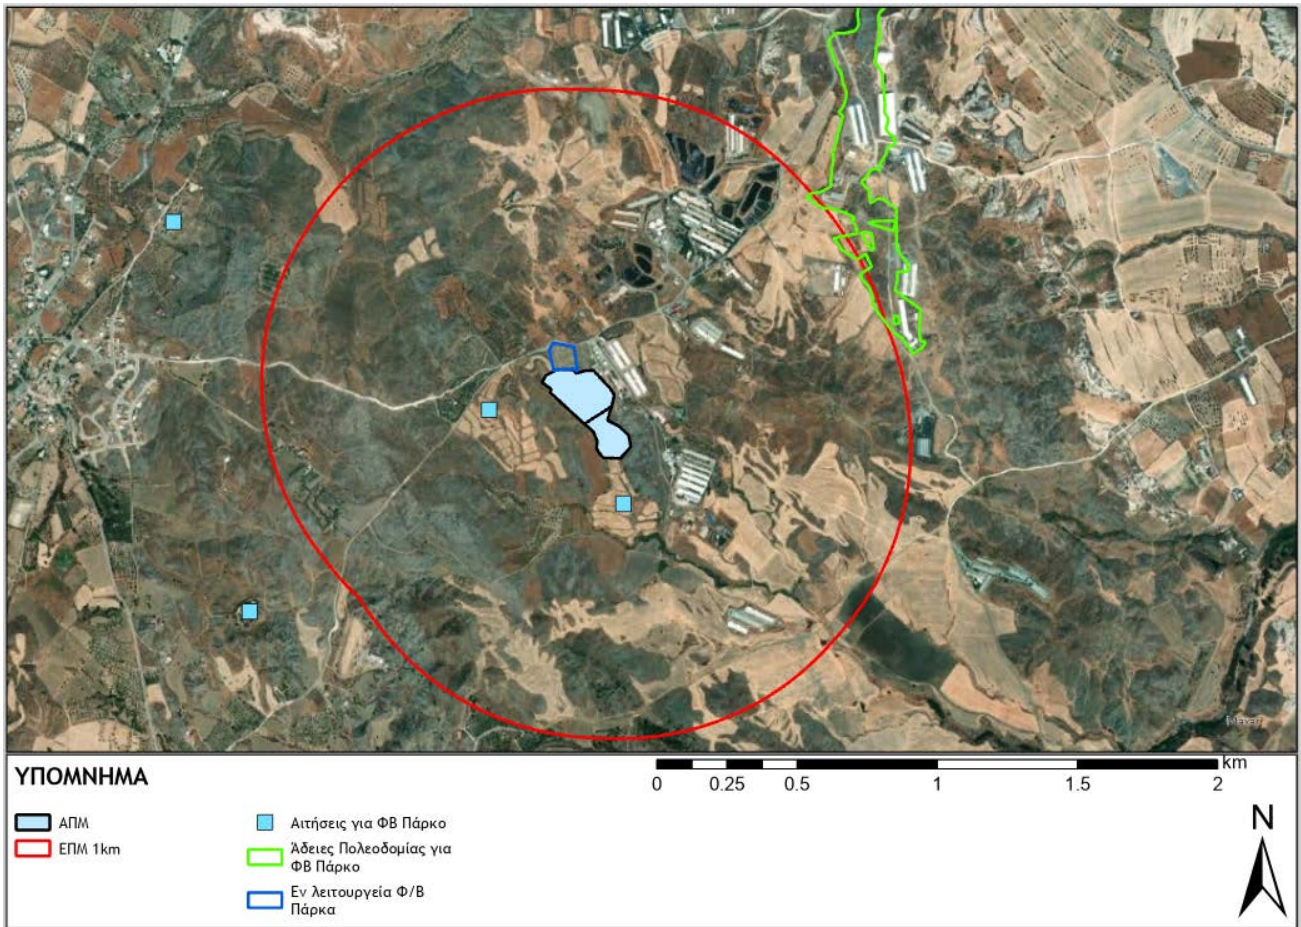 ΥΠΟΜΝΗΜΑ
ΑΠΜ
ΕΠΜ 1km
Αιτήσεις για ΦΒ Πάρκο
Άδειες Πολεοδομίας για
ΦΒ Πάρκο
Εν λειτουργεία Φ/Β
Πάρκα
0 0.25 0.5 1 1.5 2 km
N